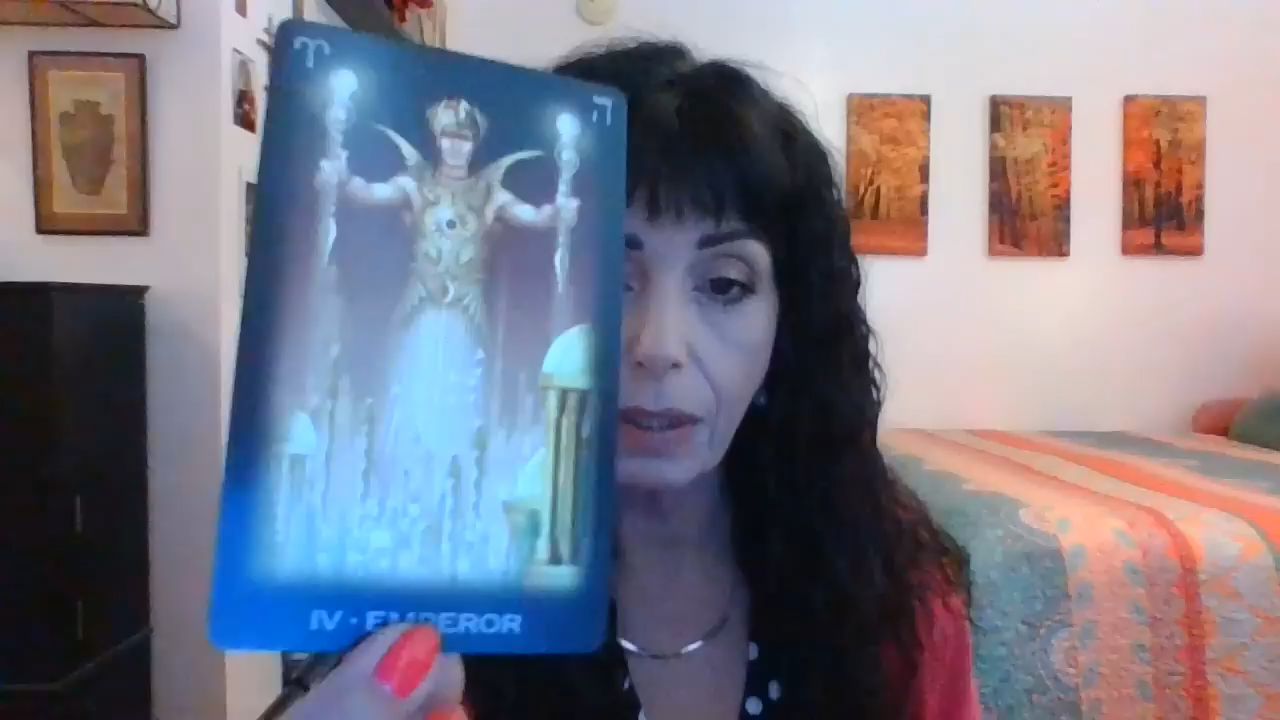 ♈ ה
IV • EMPEROR